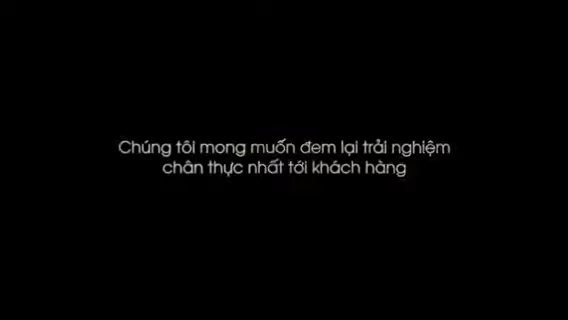 Chúng tôi mong muốn đem lại trải nghiệm
chân thực nhất tới khách hàng